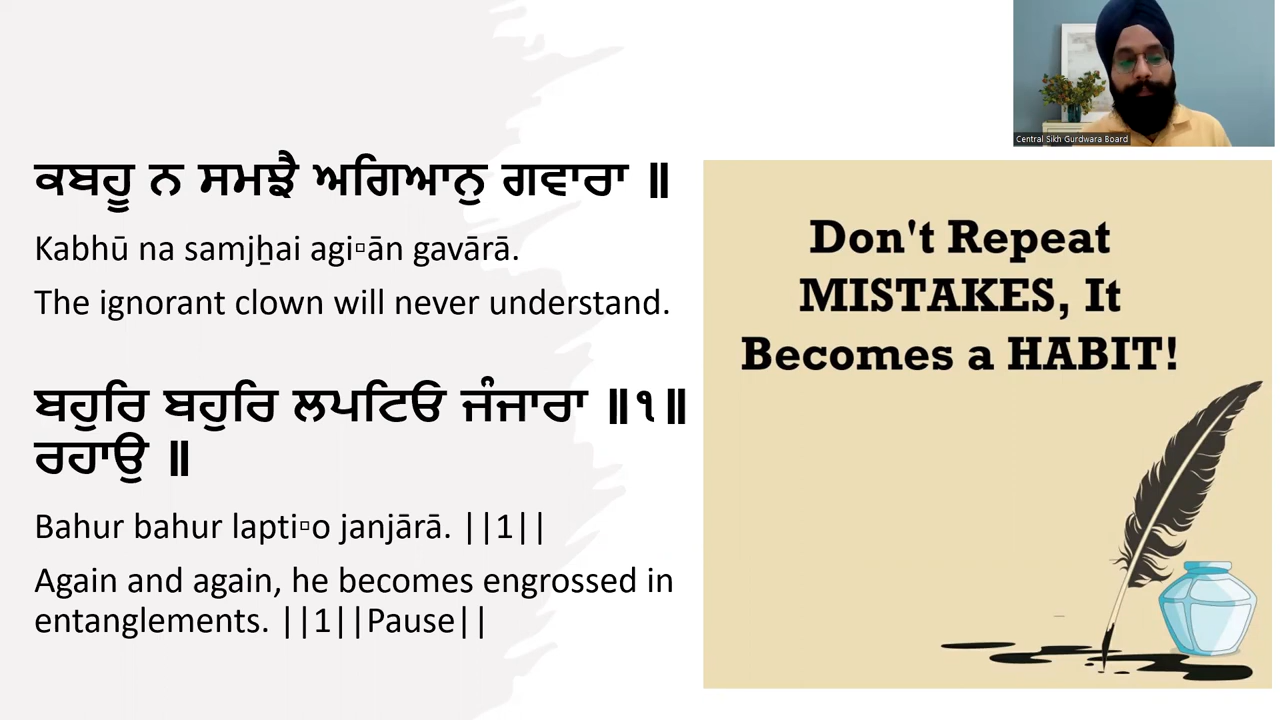 ਕਬਹੂ ਨ ਸਮਝੈ ਅਗਿਆਨੁ ਗਵਾਰਾ ॥
Kabhū na samjẖai agi▫ān gavārā.
The ignorant clown will never understand.
ਬਹੁਰਿ ਬਹੁਰਿ ਲਪਟਿਓ ਜੰਜਾਰਾ ॥੧॥
ਰਹਾਉ ॥
Bahur bahur lapti▫o janjārā. ||1||
Again and again, he becomes engrossed in
entanglements. ||1||Pause||
Central Sikh Gurdwara Board
Don't Repeat
MISTAKES, It
Becomes a HABIT!